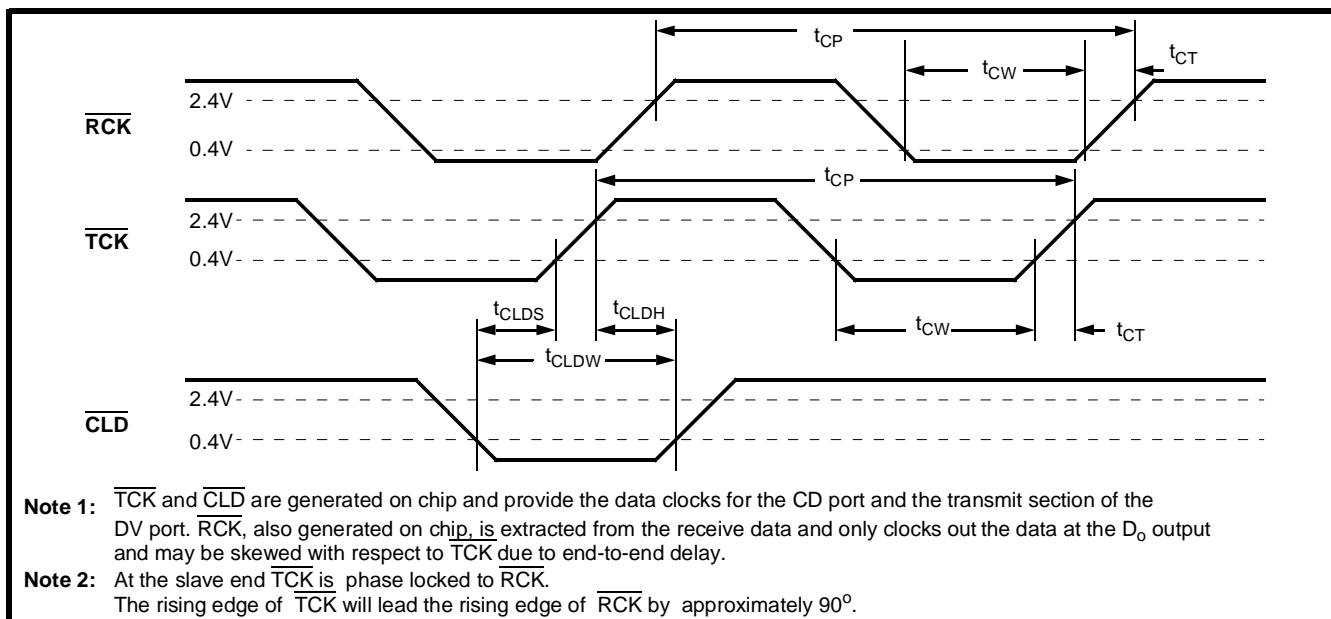 tCP
tCW
tCT
2.4V
RCK
0.4V
tCP
2.4V
TCK
0.4V
tCLDS
tCLDH
tCW
tCT
tCLDW
2.4V
CLD
0.4V
Note 1: TCK and CLD are generated on chip and provide the data clocks for the CD port and the transmit section of the
DV port. RCK, also generated on chip, is extracted from the receive data and only clocks out the data at the Do output
and may be skewed with respect to TCK due to end-to-end delay.
Note 2: At the slave end TCK is phase locked to RCK.
The rising edge of TCK will lead the rising edge of RCK by approximately 90o.